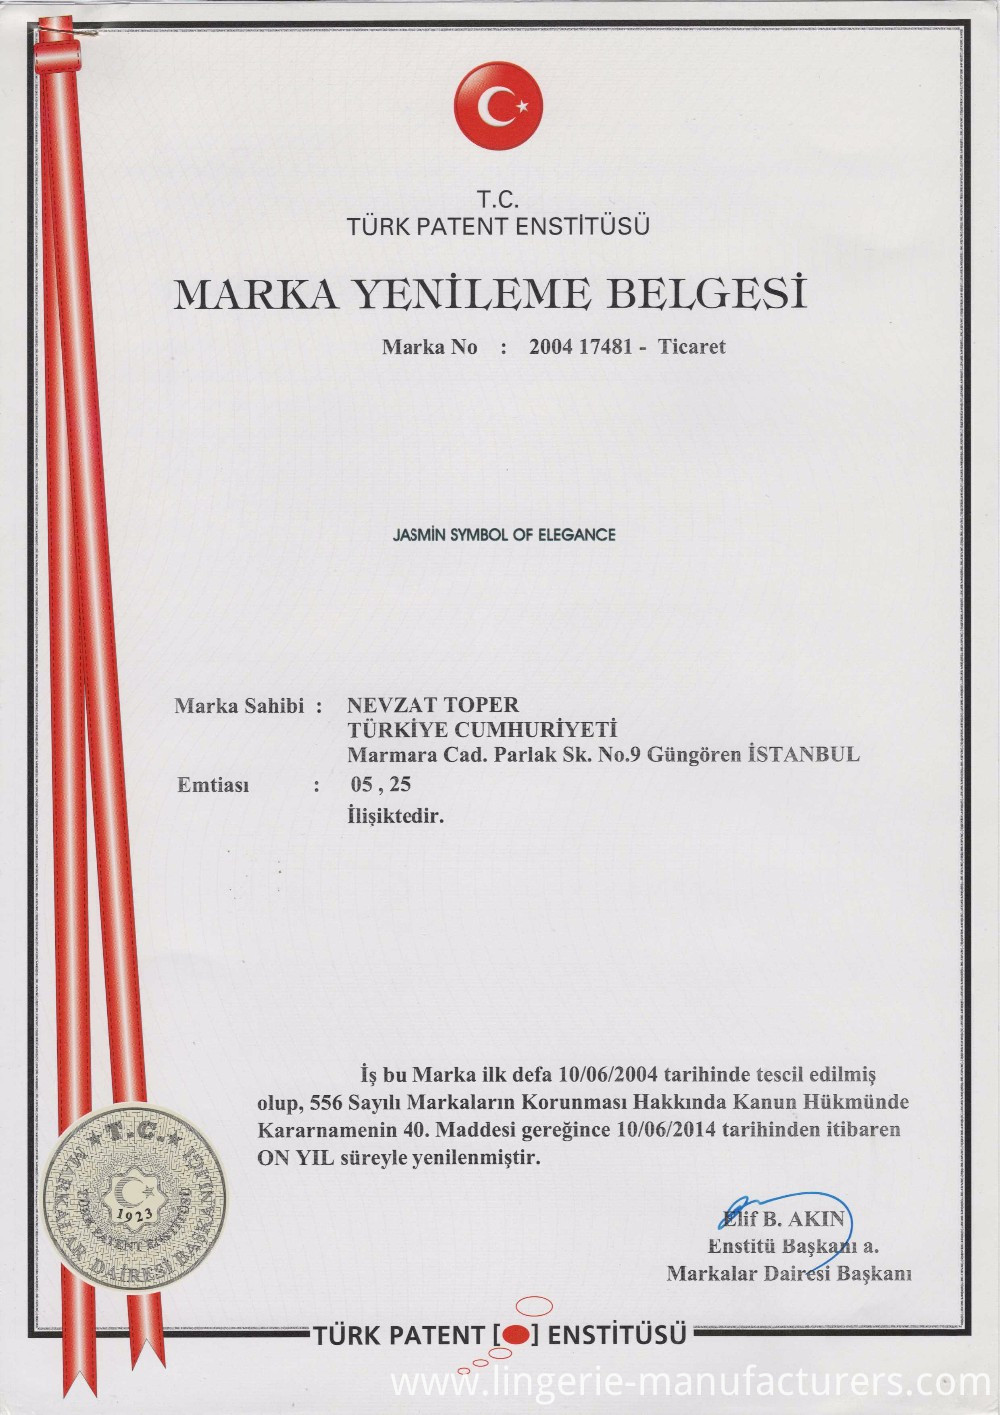 T.C.
TÜRK PATENT ENSTİTÜSÜ
MARKA YENİLEME BELGESİ
Marka No : 2004 17481 - Ticaret
JASMİN SYMBOL OF ELEGANCE
Marka Sahibi : NEVZAT TOPER
TÜRKİYE CUMHURİYETİ
Marmara Cad. Parlak Sk. No.9 Güngören İSTANBUL
Emtiası : 05 , 25
İlişiktedir.
İş bu Marka ilk defa 10/06/2004 tarihinde tescil edilmiş
olup, 556 Sayılı Markaların Korunması Hakkında Kanun Hükmünde
Kararnamenin 40. Maddesi gereğince 10/06/2014 tarihinden itibaren
ON YIL süreyle yenilenmiştir.
T.C.
MARKALAR DAİRESİ BAŞKANLIĞI
TÜRK PATENT ENSTİTÜSÜ
1923
Elif B. AKIN
Enstitü Başkanı a.
Markalar Dairesi Başkanı
TÜRK PATENT [ ] ENSTİTÜSÜ
www.lingerie-manufacturers.com